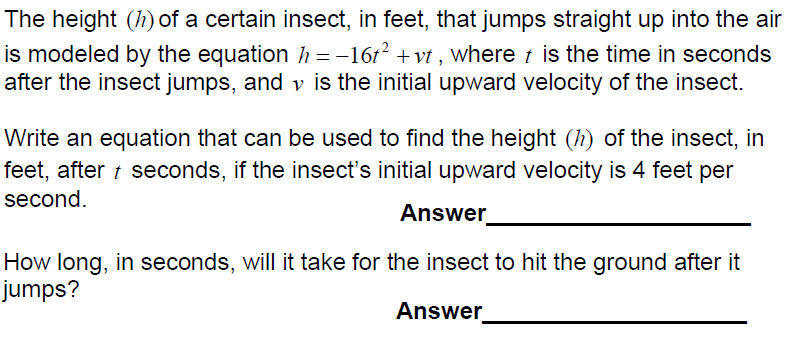 The height (h) of a certain insect, in feet, that jumps straight up into the air
is modeled by the equation h = −16t² + vt , where t is the time in seconds
after the insect jumps, and v is the initial upward velocity of the insect.
Write an equation that can be used to find the height (h) of the insect, in
feet, after t seconds, if the insect's initial upward velocity is 4 feet per
second.
Answer
How long, in seconds, will it take for the insect to hit the ground after it
jumps?
Answer